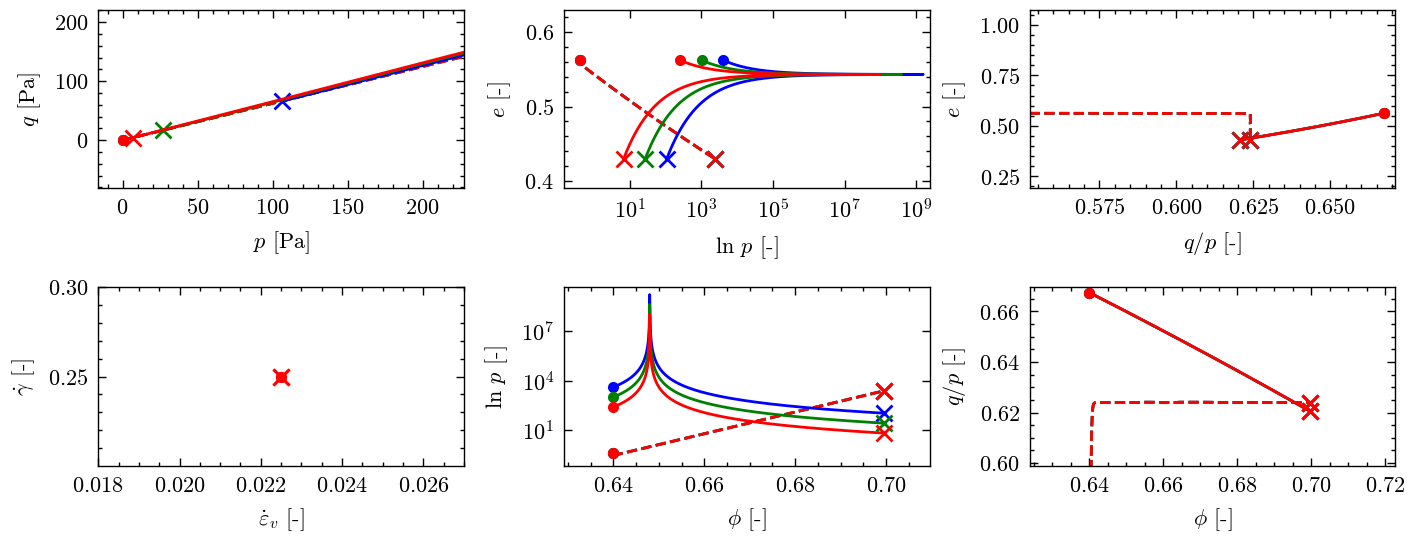 200
100
0
q [Pa]
0 50 100 150 200
p [Pa]
0.6
0.5
0.4
e [-]
10^1 10^3 10^5 10^7 10^9
ln p [-]
1.00
0.75
0.50
0.25
e [-]
0.575 0.600 0.625 0.650
q/p [-]
0.30
0.25
γ̇ [-]
0.018 0.020 0.022 0.024 0.026
ε̇_v [-]
10^7
10^4
10^1
ln p [-]
0.64 0.66 0.68 0.70
ϕ [-]
0.66
0.64
0.62
0.60
q/p [-]
0.64 0.66 0.68 0.70 0.72
ϕ [-]